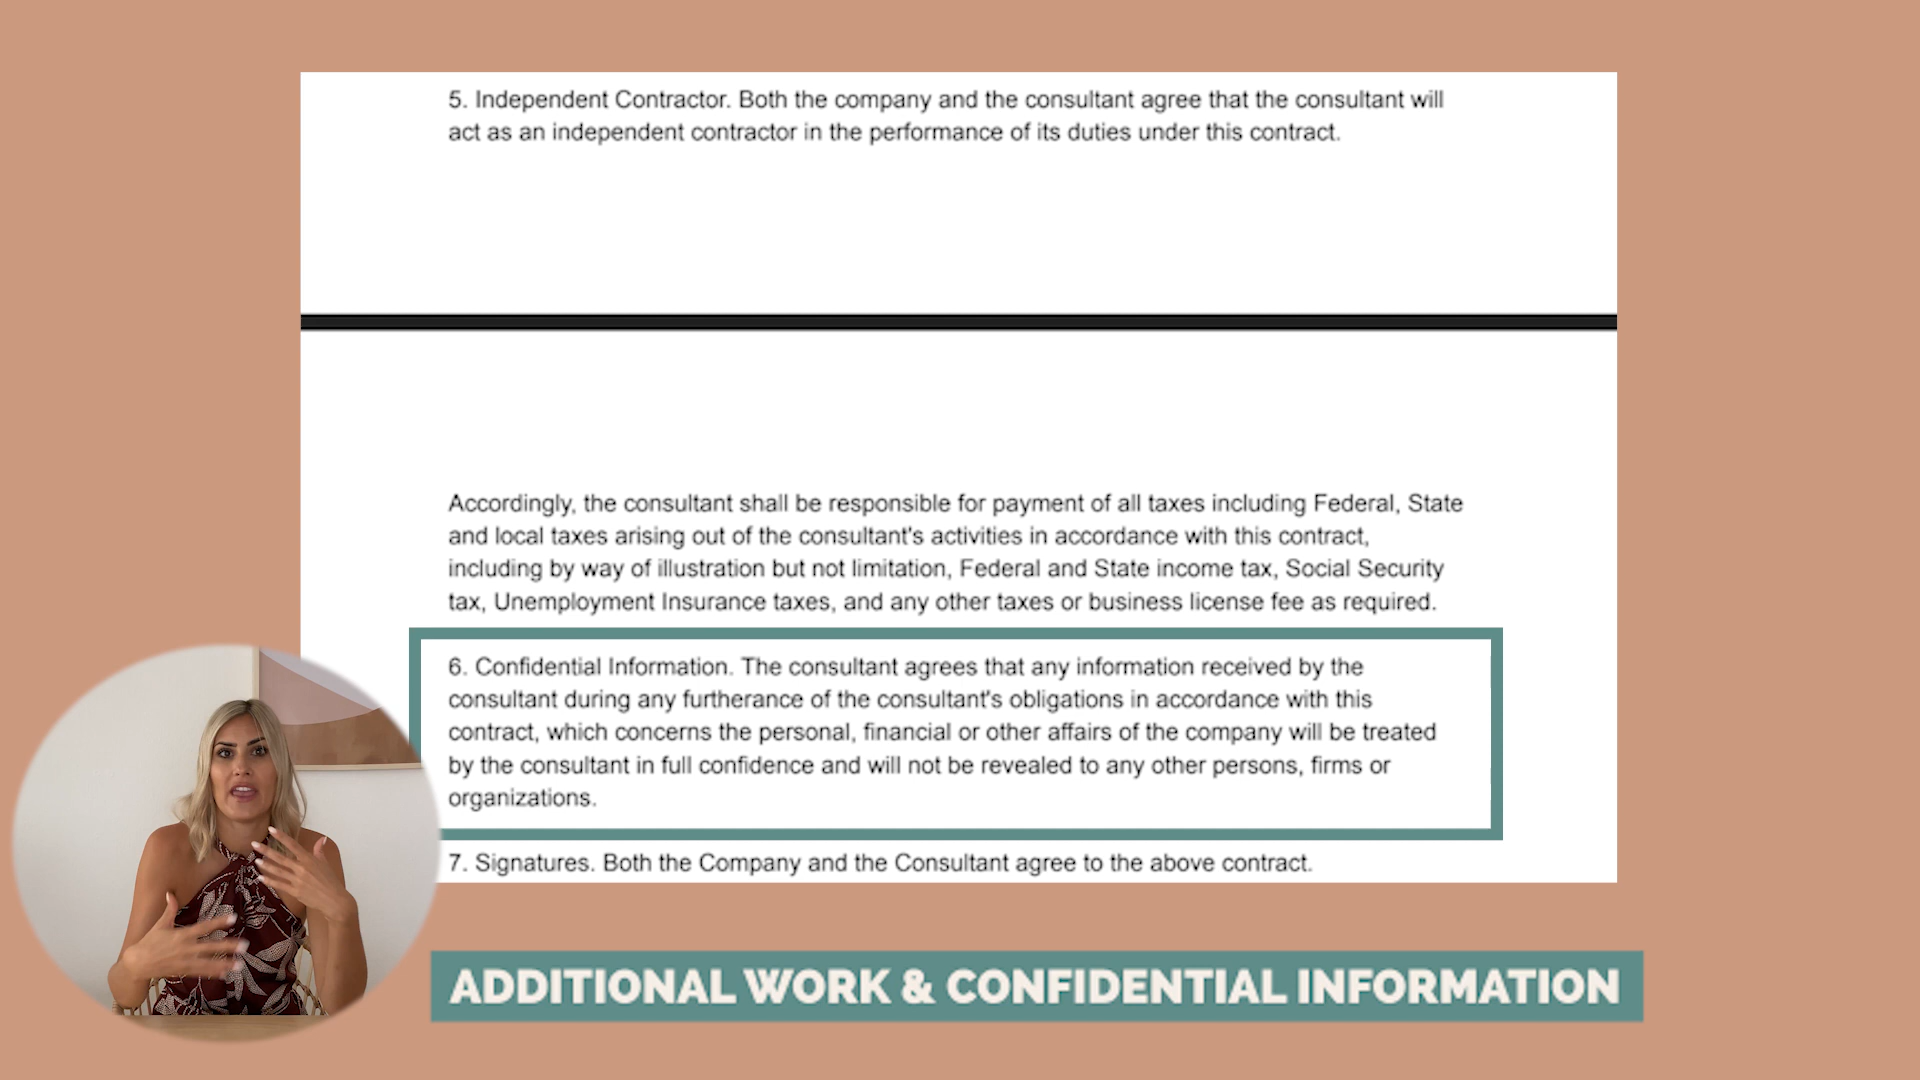 5. Independent Contractor. Both the company and the consultant agree that the consultant will
act as an independent contractor in the performance of its duties under this contract.
Accordingly, the consultant shall be responsible for payment of all taxes including Federal, State
and local taxes arising out of the consultant's activities in accordance with this contract,
including by way of illustration but not limitation, Federal and State income tax, Social Security
tax, Unemployment Insurance taxes, and any other taxes or business license fee as required.
6. Confidential Information. The consultant agrees that any information received by the
consultant during any furtherance of the consultant's obligations in accordance with this
contract, which concerns the personal, financial or other affairs of the company will be treated
by the consultant in full confidence and will not be revealed to any other persons, firms or
organizations.
7. Signatures. Both the Company and the Consultant agree to the above contract.
ADDITIONAL WORK & CONFIDENTIAL INFORMATION